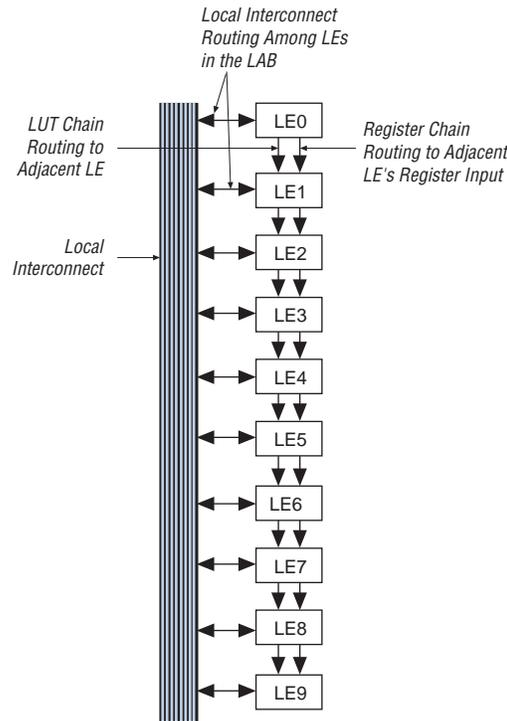 Local Interconnect
Routing Among LEs
in the LAB
LUT Chain
Routing to
Adjacent LE
Register Chain
Routing to Adjacent
LE's Register Input
Local
Interconnect
LE0
LE1
LE2
LE3
LE4
LE5
LE6
LE7
LE8
LE9